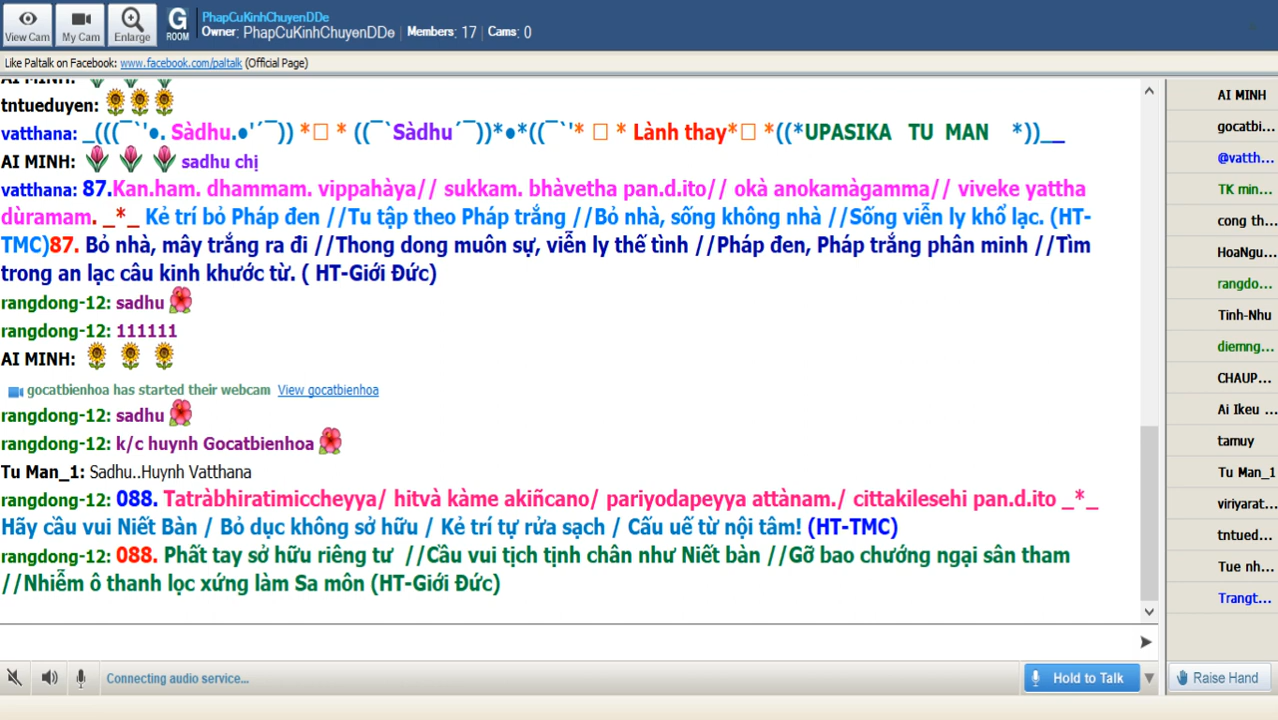 PhapCuKinhChuyenDDe
Owner: PhapCuKinhChuyenDDe | Members: 17 | Cams: 0
View Cam
My Cam
Enlarge
G
ROOM
Like Paltalk on Facebook: www.facebook.com/paltalk (Official Page)
AI MINH:
tntueduyen:
vatthana: _(((¯`'●. Sàdhu.●'´¯)) *□ * ((¯`Sàdhu´¯))*●*((¯`'* □ * Lành thay*□ *((*UPASIKA TU MAN *))__
AI MINH: sadhu chị
vatthana: 87.Kan.ham. dhammam. vippahàya// sukkam. bhàvetha pan.d.ito// okà anokamàgamma// viveke yattha
dùramam. _*_ Kẻ trí bỏ Pháp đen //Tu tập theo Pháp trắng //Bỏ nhà, sống không nhà //Sống viễn ly khổ lạc. (HT-
TMC)87. Bỏ nhà, mây trắng ra đi //Thong dong muôn sự, viễn ly thế tình //Pháp đen, Pháp trắng phân minh //Tìm
trong an lạc câu kinh khước từ. ( HT-Giới Đức)
rangdong-12: sadhu
rangdong-12: 111111
AI MINH:
gocatbienhoa has started their webcam View gocatbienhoa
rangdong-12: sadhu
rangdong-12: k/c huynh Gocatbienhoa
Tu Man_1: Sadhu..Huynh Vatthana
rangdong-12: 088. Tatràbhiratimiccheyya/ hitvà kàme akiñcano/ pariyodapeyya attànam./ cittakilesehi pan.d.ito _*_
Hãy cầu vui Niết Bàn / Bỏ dục không sở hữu / Kẻ trí tự rửa sạch / Cấu uế từ nội tâm! (HT-TMC)
rangdong-12: 088. Phất tay sở hữu riêng tư //Cầu vui tịch tịnh chân như Niết bàn //Gỡ bao chướng ngại sân tham
//Nhiễm ô thanh lọc xứng làm Sa môn (HT-Giới Đức)
AI MINH
gocatbi...
@vatth...
TK min...
cong th...
HoaNgu...
rangdo...
Tinh-Nhu
diemng...
CHAUP...
Ai Ikeu ...
tamuy
Tu Man_1
viriyarat...
tntued...
Tue nh...
Trangt...
Connecting audio service...
Hold to Talk
Raise Hand